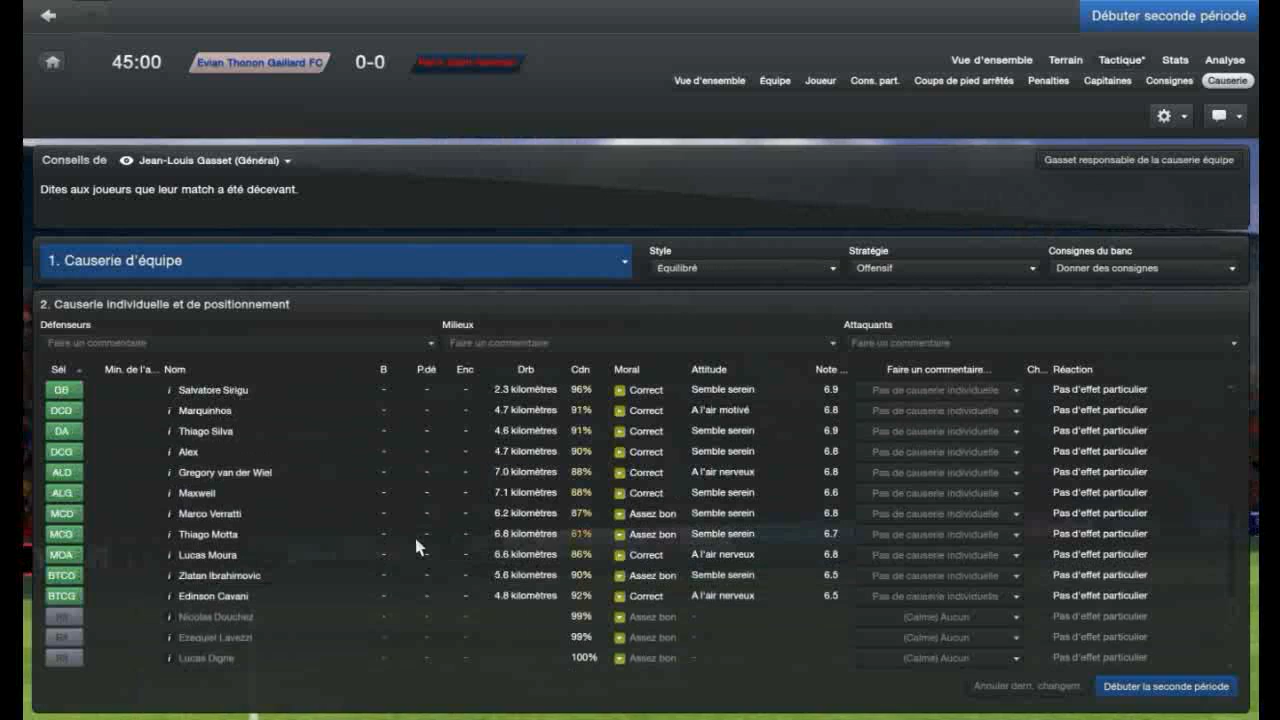 Débuter seconde période
45:00 Evian Thonon Gaillard FC 0-0 Paris Saint-Germain
Vue d'ensemble Terrain Tactique* Stats Analyse
Vue d'ensemble Équipe Joueur Cons. part. Coups de pied arrêtés Penalties Capitaines Consignes Causerie
Conseils de Jean-Louis Gasset (Général) Gasset responsable de la causerie équipe
Dites aux joueurs que leur match a été décevant.
1. Causerie d'équipe
Style Stratégie Consignes du banc
Équilibré Offensif Donner des consignes
2. Causerie individuelle et de positionnement
Défenseurs Milieux Attaquants
Faire un commentaire Faire un commentaire Faire un commentaire
Sél Min. de l'a... Nom B P.dé Enc Drb Cdn Moral Attitude Note ... Faire un commentaire... Ch... Réaction
GB i Salvatore Sirigu - - - 2.3 kilomètres 96% Correct Semble serein 6.9 Pas de causerie individuelle Pas d'effet particulier
DCD i Marquinhos - - - 4.7 kilomètres 91% Correct A l'air motivé 6.8 Pas de causerie individuelle Pas d'effet particulier
DA i Thiago Silva - - - 4.6 kilomètres 91% Correct Semble serein 6.9 Pas de causerie individuelle Pas d'effet particulier
DCG i Alex - - - 4.7 kilomètres 90% Correct Semble serein 6.8 Pas de causerie individuelle Pas d'effet particulier
ALD i Gregory van der Wiel - - - 7.0 kilomètres 88% Correct A l'air nerveux 6.8 Pas de causerie individuelle Pas d'effet particulier
ALG i Maxwell - - - 7.1 kilomètres 88% Correct Semble serein 6.6 Pas de causerie individuelle Pas d'effet particulier
MCD i Marco Verratti - - - 6.2 kilomètres 87% Assez bon Semble serein 6.8 Pas de causerie individuelle Pas d'effet particulier
MCG i Thiago Motta - - - 6.8 kilomètres 81% Assez bon Semble serein 6.7 Pas de causerie individuelle Pas d'effet particulier
MOA i Lucas Moura - - - 6.6 kilomètres 86% Correct A l'air nerveux 6.8 Pas de causerie individuelle Pas d'effet particulier
BTCD i Zlatan Ibrahimovic - - - 5.6 kilomètres 90% Assez bon Semble serein 6.5 Pas de causerie individuelle Pas d'effet particulier
BTCG i Edinson Cavani - - - 4.8 kilomètres 92% Correct A l'air nerveux 6.5 Pas de causerie individuelle Pas d'effet particulier
i Nicolas Douchez - - - 99% Assez bon - (Calme) Aucun Pas d'effet particulier
i Ezequiel Lavezzi - - - 99% Assez bon - (Calme) Aucun Pas d'effet particulier
i Lucas Digne - - - 100% Assez bon - (Calme) Aucun Pas d'effet particulier
Annuler dern. changem. Débuter la seconde période